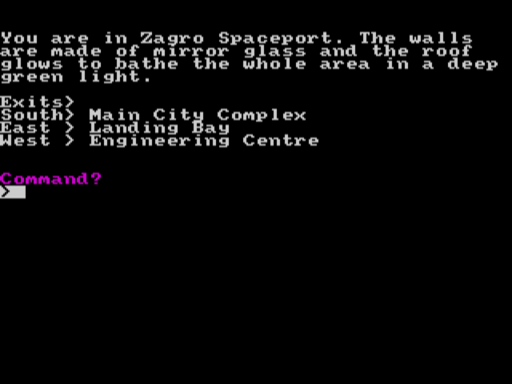 You are in Zagro Spaceport. The walls
are made of mirror glass and the roof
glows to bathe the whole area in a deep
green light.
Exits>
South> Main City Complex
East > Landing Bay
West > Engineering Centre
Command?
>